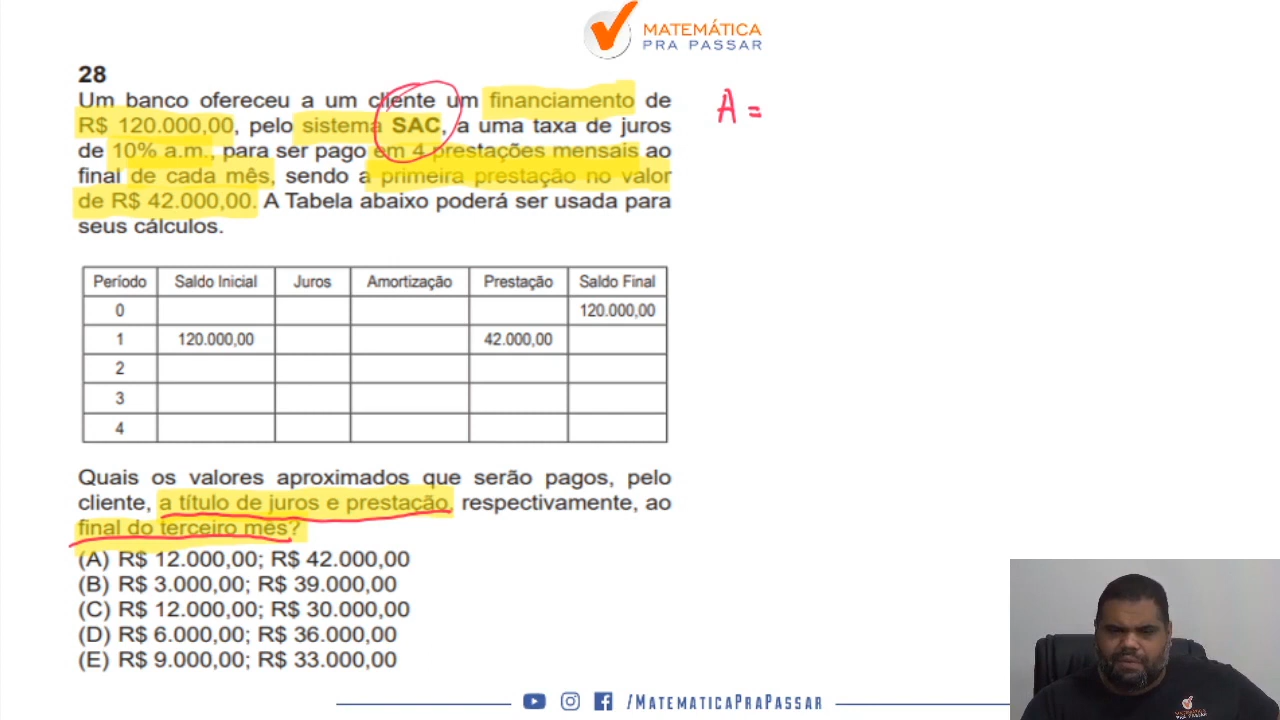 MATEMÁTICA
PRA PASSAR
28
Um banco ofereceu a um cliente um financiamento de
R$ 120.000,00, pelo sistema SAC, a uma taxa de juros
de 10% a.m., para ser pago em 4 prestações mensais ao
final de cada mês, sendo a primeira prestação no valor
de R$ 42.000,00. A Tabela abaixo poderá ser usada para
seus cálculos.
A =
Período Saldo Inicial Juros Amortização Prestação Saldo Final
0 120.000,00
1 120.000,00 42.000,00
2
3
4
Quais os valores aproximados que serão pagos, pelo
cliente, a título de juros e prestação, respectivamente, ao
final do terceiro mês?
(A) R$ 12.000,00; R$ 42.000,00
(B) R$ 3.000,00; R$ 39.000,00
(C) R$ 12.000,00; R$ 30.000,00
(D) R$ 6.000,00; R$ 36.000,00
(E) R$ 9.000,00; R$ 33.000,00
/MATEMATICAPRAPASSAR
MATEMÁTICA
PRA PASSAR